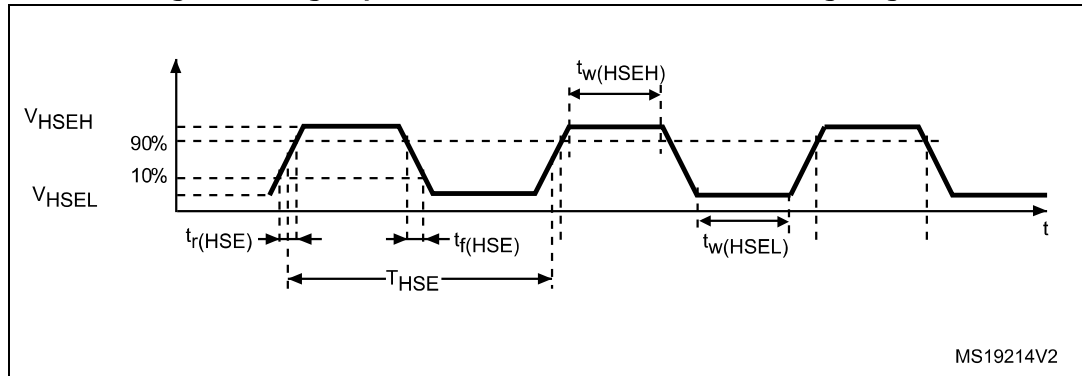 tw(HSEH)
VHSEH
90%
10%
VHSEL
tr(HSE)
tf(HSE)
tw(HSEL)
t
THSE
MS19214V2